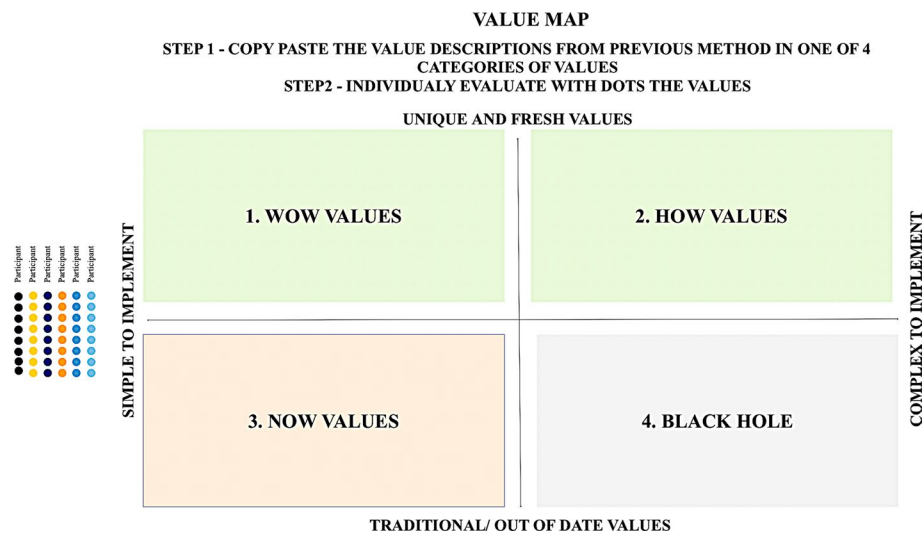 VALUE MAP
STEP 1 - COPY PASTE THE VALUE DESCRIPTIONS FROM PREVIOUS METHOD IN ONE OF 4
CATEGORIES OF VALUES
STEP2 - INDIVIDUALY EVALUATE WITH DOTS THE VALUES
UNIQUE AND FRESH VALUES
1. WOW VALUES
2. HOW VALUES
Participant
Participant
Participant
Participant
Participant
Participant
SIMPLE TO IMPLEMENT
COMPLEX TO IMPLEMENT
3. NOW VALUES
4. BLACK HOLE
TRADITIONAL/ OUT OF DATE VALUES